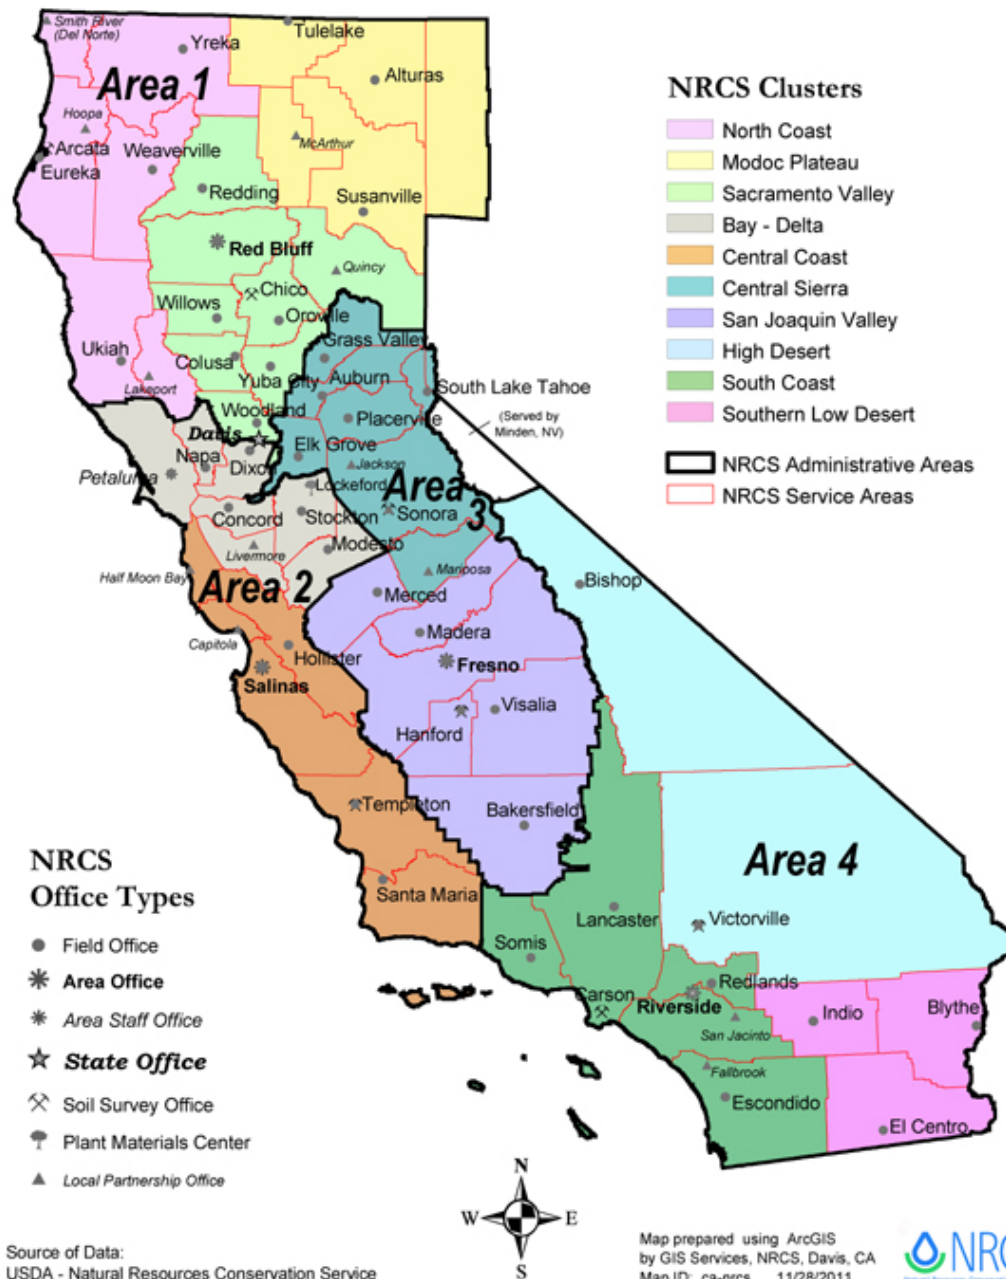 Smith River
(Del Norte)
Tulelake
Yreka
Alturas
Area 1
Hoopa
McArthur
Arcata
Weaverville
Eureka
Redding
Susanville
Red Bluff
Quincy
Chico
Willows
Oroville
Grass Valley
Ukiah
Colusa
Yuba City
Auburn
Lakeport
South Lake Tahoe
Woodland
Placerville
(Served by
Minden, NV)
Davis
Elk Grove
Napa
Dixon
Jackson
Petaluma
Lockeford
Area
3
Concord
Stockton
Sonora
Livermore
Modesto
Mariposa
Half Moon Bay
Area 2
Merced
Bishop
Capitola
Madera
Hollister
Fresno
Salinas
Visalia
Hanford
Templeton
Bakersfield
Area 4
Santa Maria
Lancaster
Victorville
Somis
Redlands
Carson
Riverside
Indio
Blythe
San Jacinto
Fallbrook
Escondido
El Centro
NRCS Clusters
North Coast
Modoc Plateau
Sacramento Valley
Bay - Delta
Central Coast
Central Sierra
San Joaquin Valley
High Desert
South Coast
Southern Low Desert
NRCS Administrative Areas
NRCS Service Areas
NRCS
Office Types
Field Office
Area Office
Area Staff Office
State Office
Soil Survey Office
Plant Materials Center
Local Partnership Office
N
W
E
S
Source of Data:
USDA - Natural Resources Conservation Service
Map prepared using ArcGIS
by GIS Services, NRCS, Davis, CA
Map ID: ca-nrcs 11/28/2011
NRC